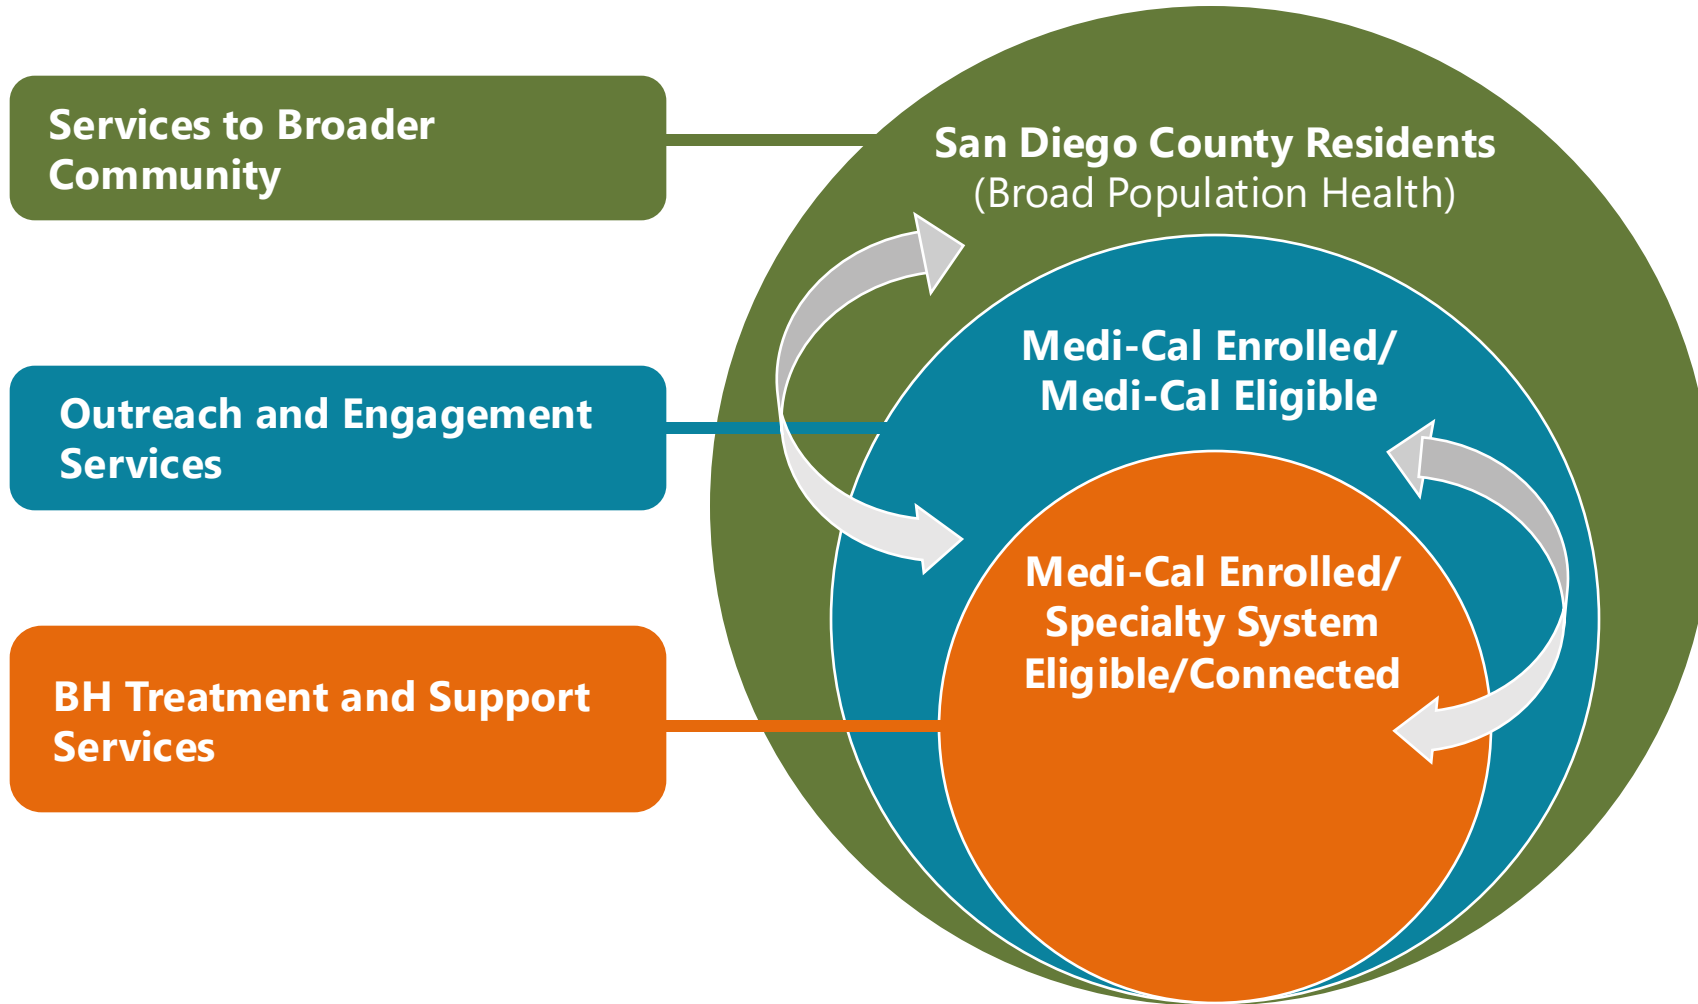 Services to Broader
Community
San Diego County Residents
(Broad Population Health)
Outreach and Engagement
Services
Medi-Cal Enrolled/
Medi-Cal Eligible
BH Treatment and Support
Services
Medi-Cal Enrolled/
Specialty System
Eligible/Connected